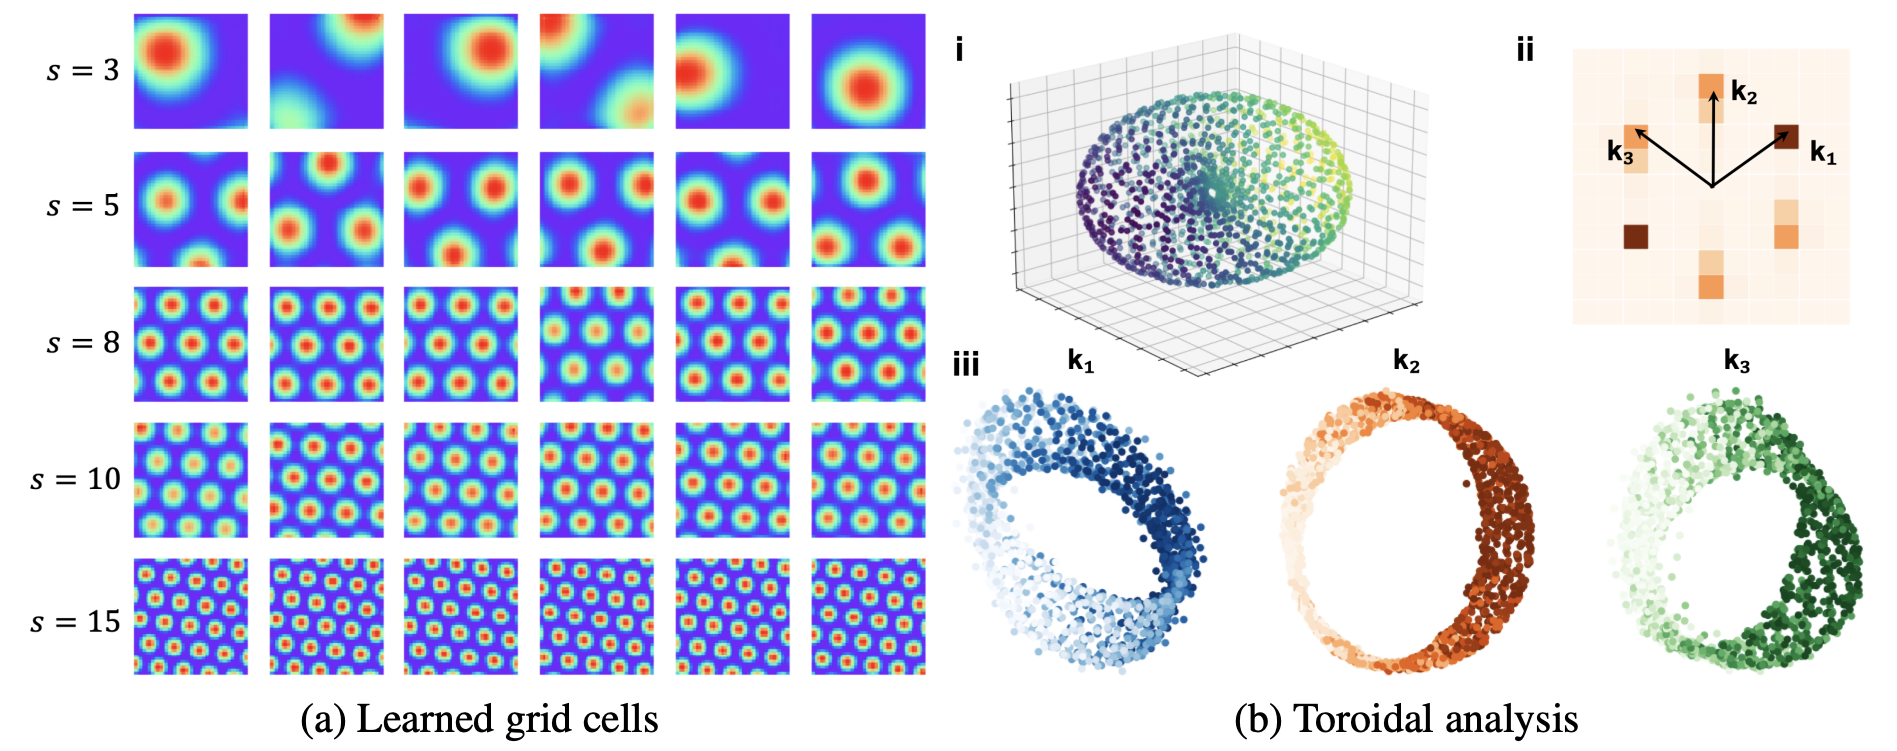 s = 3
s = 5
s = 8
s = 10
s = 15
(a) Learned grid cells
i
ii
k₂
k₃
k₁
iii
k₁
k₂
k₃
(b) Toroidal analysis